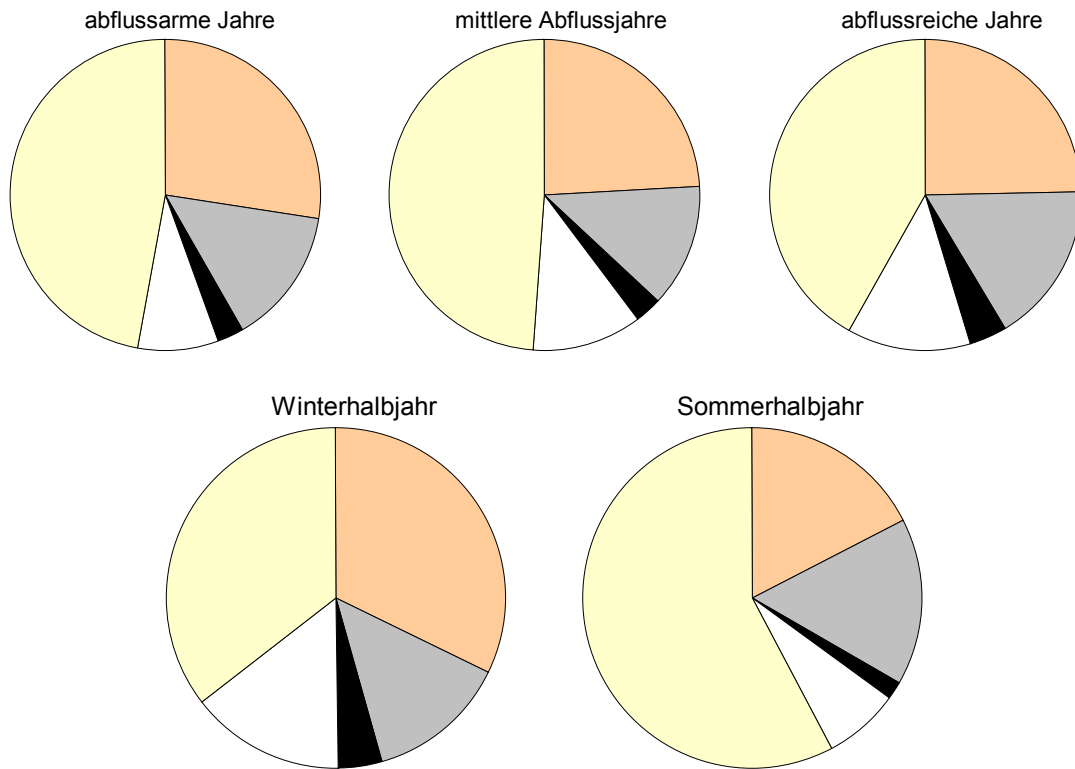 abflussarme Jahre
mittlere Abflussjahre
abflussreiche Jahre
Winterhalbjahr
Sommerhalbjahr